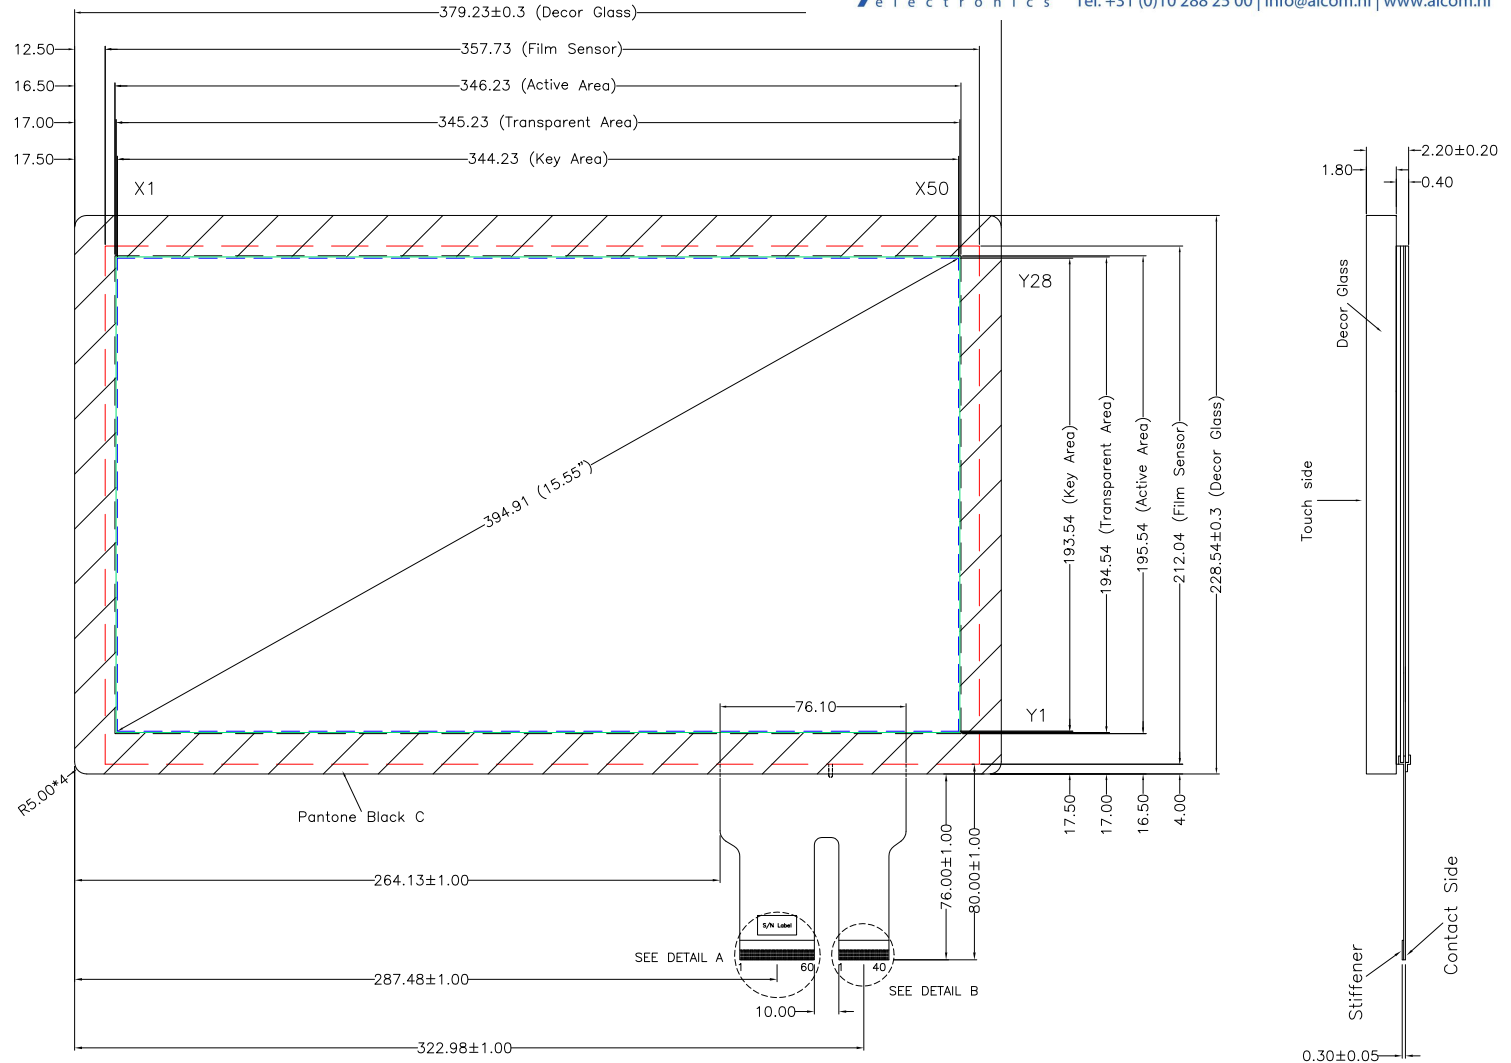 electronics Tel. +31 (0)10 288 25 00 | info@alcom.nl | www.alcom.nl
379.23±0.3 (Decor Glass)
12.50
357.73 (Film Sensor)
16.50
346.23 (Active Area)
17.00
345.23 (Transparent Area)
17.50
344.23 (Key Area)
2.20±0.20
1.80
0.40
X1
X50
Y28
Decor Glass
Touch side
394.91 (15.55")
193.54 (Key Area)
194.54 (Transparent Area)
195.54 (Active Area)
212.04 (Film Sensor)
228.54±0.3 (Decor Glass)
76.10
Y1
R5.00*4
Pantone Black C
17.50
17.00
16.50
4.00
76.00±1.00
80.00±1.00
264.13±1.00
S/N Label
SEE DETAIL A
1
60
1
40
SEE DETAIL B
287.48±1.00
10.00
322.98±1.00
Stiffener
Contact Side
0.30±0.05